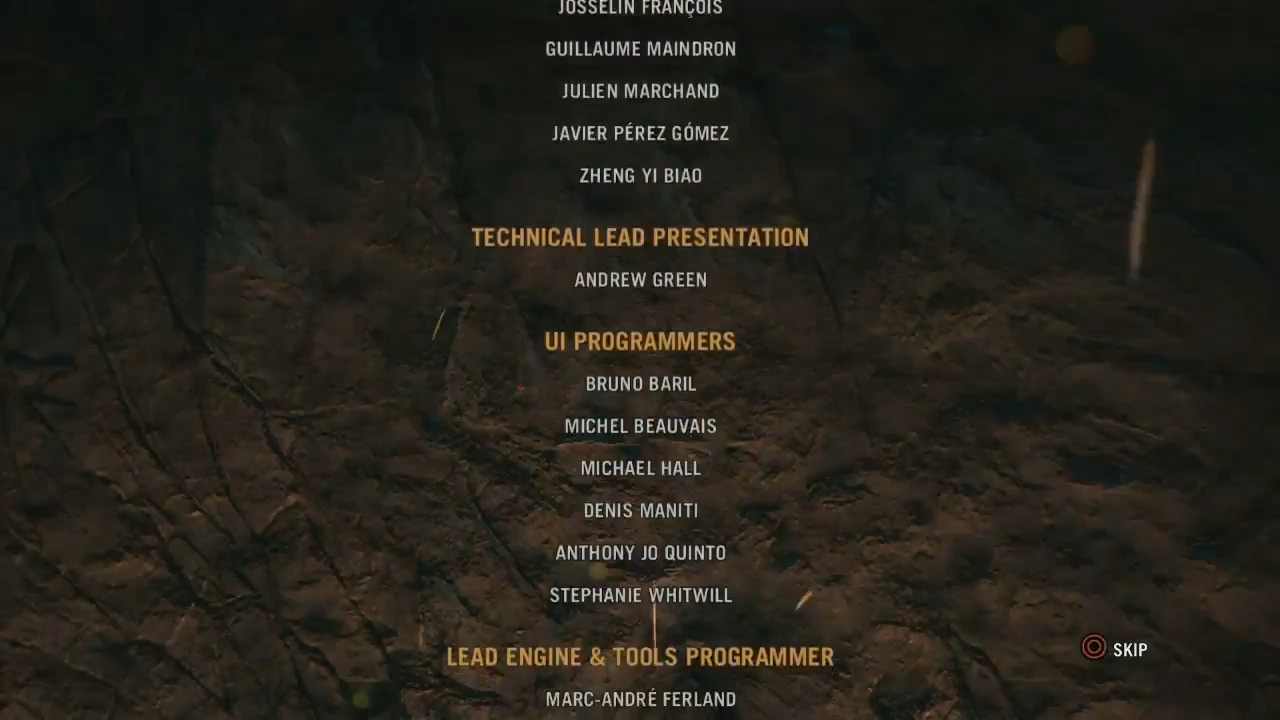 JOSSELIN FRANÇOIS
GUILLAUME MAINDRON
JULIEN MARCHAND
JAVIER PÉREZ GÓMEZ
ZHENG YI BIAO
TECHNICAL LEAD PRESENTATION
ANDREW GREEN
UI PROGRAMMERS
BRUNO BARIL
MICHEL BEAUVAIS
MICHAEL HALL
DENIS MANITI
ANTHONY JO QUINTO
STEPHANIE WHITWILL
LEAD ENGINE & TOOLS PROGRAMMER
SKIP
MARC-ANDRÉ FERLAND